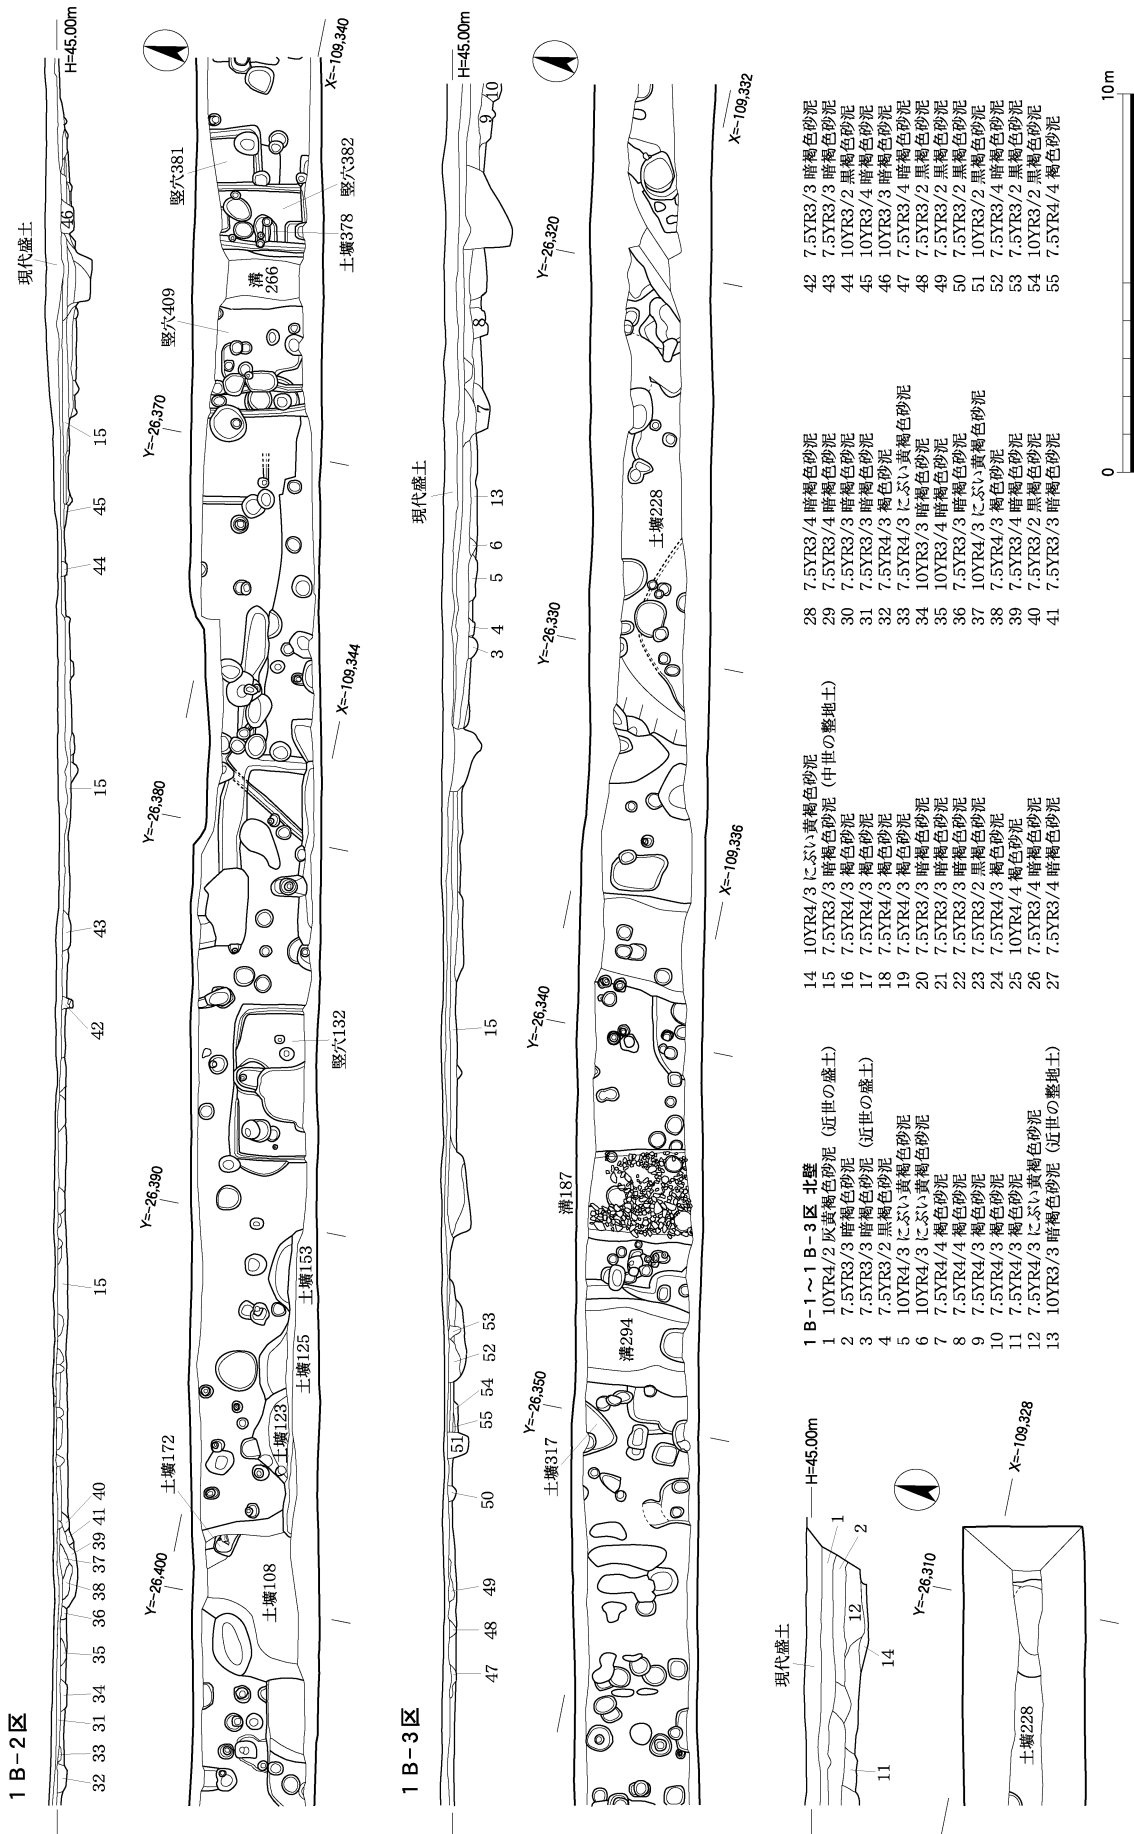 1B-2区
H=45.00m
現代盛土
46
15
45
44
15
43
42
15
40
41
39
37
38
36
35
34
31
33
32
X=-109,340
竪穴381
竪穴382
土壙378
溝
266
竪穴409
Y=-26,370
X=-109,344
Y=-26,380
竪穴132
Y=-26,390
土壙153
土壙125
土壙123
土壙172
Y=-26,400
土壙108
1B-3区
H=45.00m
現代盛土
10
9
8
7
13
6
5
4
3
15
53
52
54
55
51
50
49
48
47
X=-109,332
Y=-26,320
土壙228
Y=-26,330
X=-109,336
Y=-26,340
溝187
溝294
Y=-26,350
土壙317
H=45.00m
現代盛土
1
2
12
14
11
X=-109,328
Y=-26,310
土壙228
1B-1~1B-3区 北壁
1 10YR4/2 灰黄褐色砂泥（近世の盛土）
2 7.5YR3/3 暗褐色砂泥
3 7.5YR3/3 暗褐色砂泥（近世の盛土）
4 7.5YR3/2 黒褐色砂泥
5 10YR4/3 にぶい黄褐色砂泥
6 10YR4/3 にぶい黄褐色砂泥
7 7.5YR4/4 褐色砂泥
8 7.5YR4/4 褐色砂泥
9 7.5YR4/3 褐色砂泥
10 7.5YR4/3 褐色砂泥
11 7.5YR4/3 褐色砂泥
12 7.5YR4/3 にぶい黄褐色砂泥
13 10YR3/3 暗褐色砂泥（近世の整地土）
14 10YR4/3 にぶい黄褐色砂泥
15 7.5YR3/3 暗褐色砂泥（中世の整地土）
16 7.5YR4/3 褐色砂泥
17 7.5YR4/3 褐色砂泥
18 7.5YR4/3 褐色砂泥
19 7.5YR4/3 褐色砂泥
20 7.5YR3/3 暗褐色砂泥
21 7.5YR3/3 暗褐色砂泥
22 7.5YR3/3 暗褐色砂泥
23 7.5YR3/2 黒褐色砂泥
24 7.5YR4/3 褐色砂泥
25 10YR4/4 褐色砂泥
26 7.5YR3/4 暗褐色砂泥
27 7.5YR3/4 暗褐色砂泥
28 7.5YR3/4 暗褐色砂泥
29 7.5YR3/4 暗褐色砂泥
30 7.5YR3/3 暗褐色砂泥
31 7.5YR3/3 暗褐色砂泥
32 7.5YR4/3 褐色砂泥
33 7.5YR4/3 にぶい黄褐色砂泥
34 10YR3/3 暗褐色砂泥
35 10YR3/4 暗褐色砂泥
36 7.5YR3/3 暗褐色砂泥
37 10YR4/3 にぶい黄褐色砂泥
38 7.5YR4/3 褐色砂泥
39 7.5YR3/4 暗褐色砂泥
40 7.5YR3/2 黒褐色砂泥
41 7.5YR3/3 暗褐色砂泥
42 7.5YR3/3 暗褐色砂泥
43 7.5YR3/3 暗褐色砂泥
44 10YR3/2 黒褐色砂泥
45 10YR3/4 暗褐色砂泥
46 10YR3/3 暗褐色砂泥
47 7.5YR3/4 暗褐色砂泥
48 7.5YR3/2 黒褐色砂泥
49 7.5YR3/2 黒褐色砂泥
50 7.5YR3/2 黒褐色砂泥
51 10YR3/2 黒褐色砂泥
52 7.5YR3/4 暗褐色砂泥
53 7.5YR3/2 黒褐色砂泥
54 10YR3/2 黒褐色砂泥
55 7.5YR4/4 褐色砂泥
0
10m